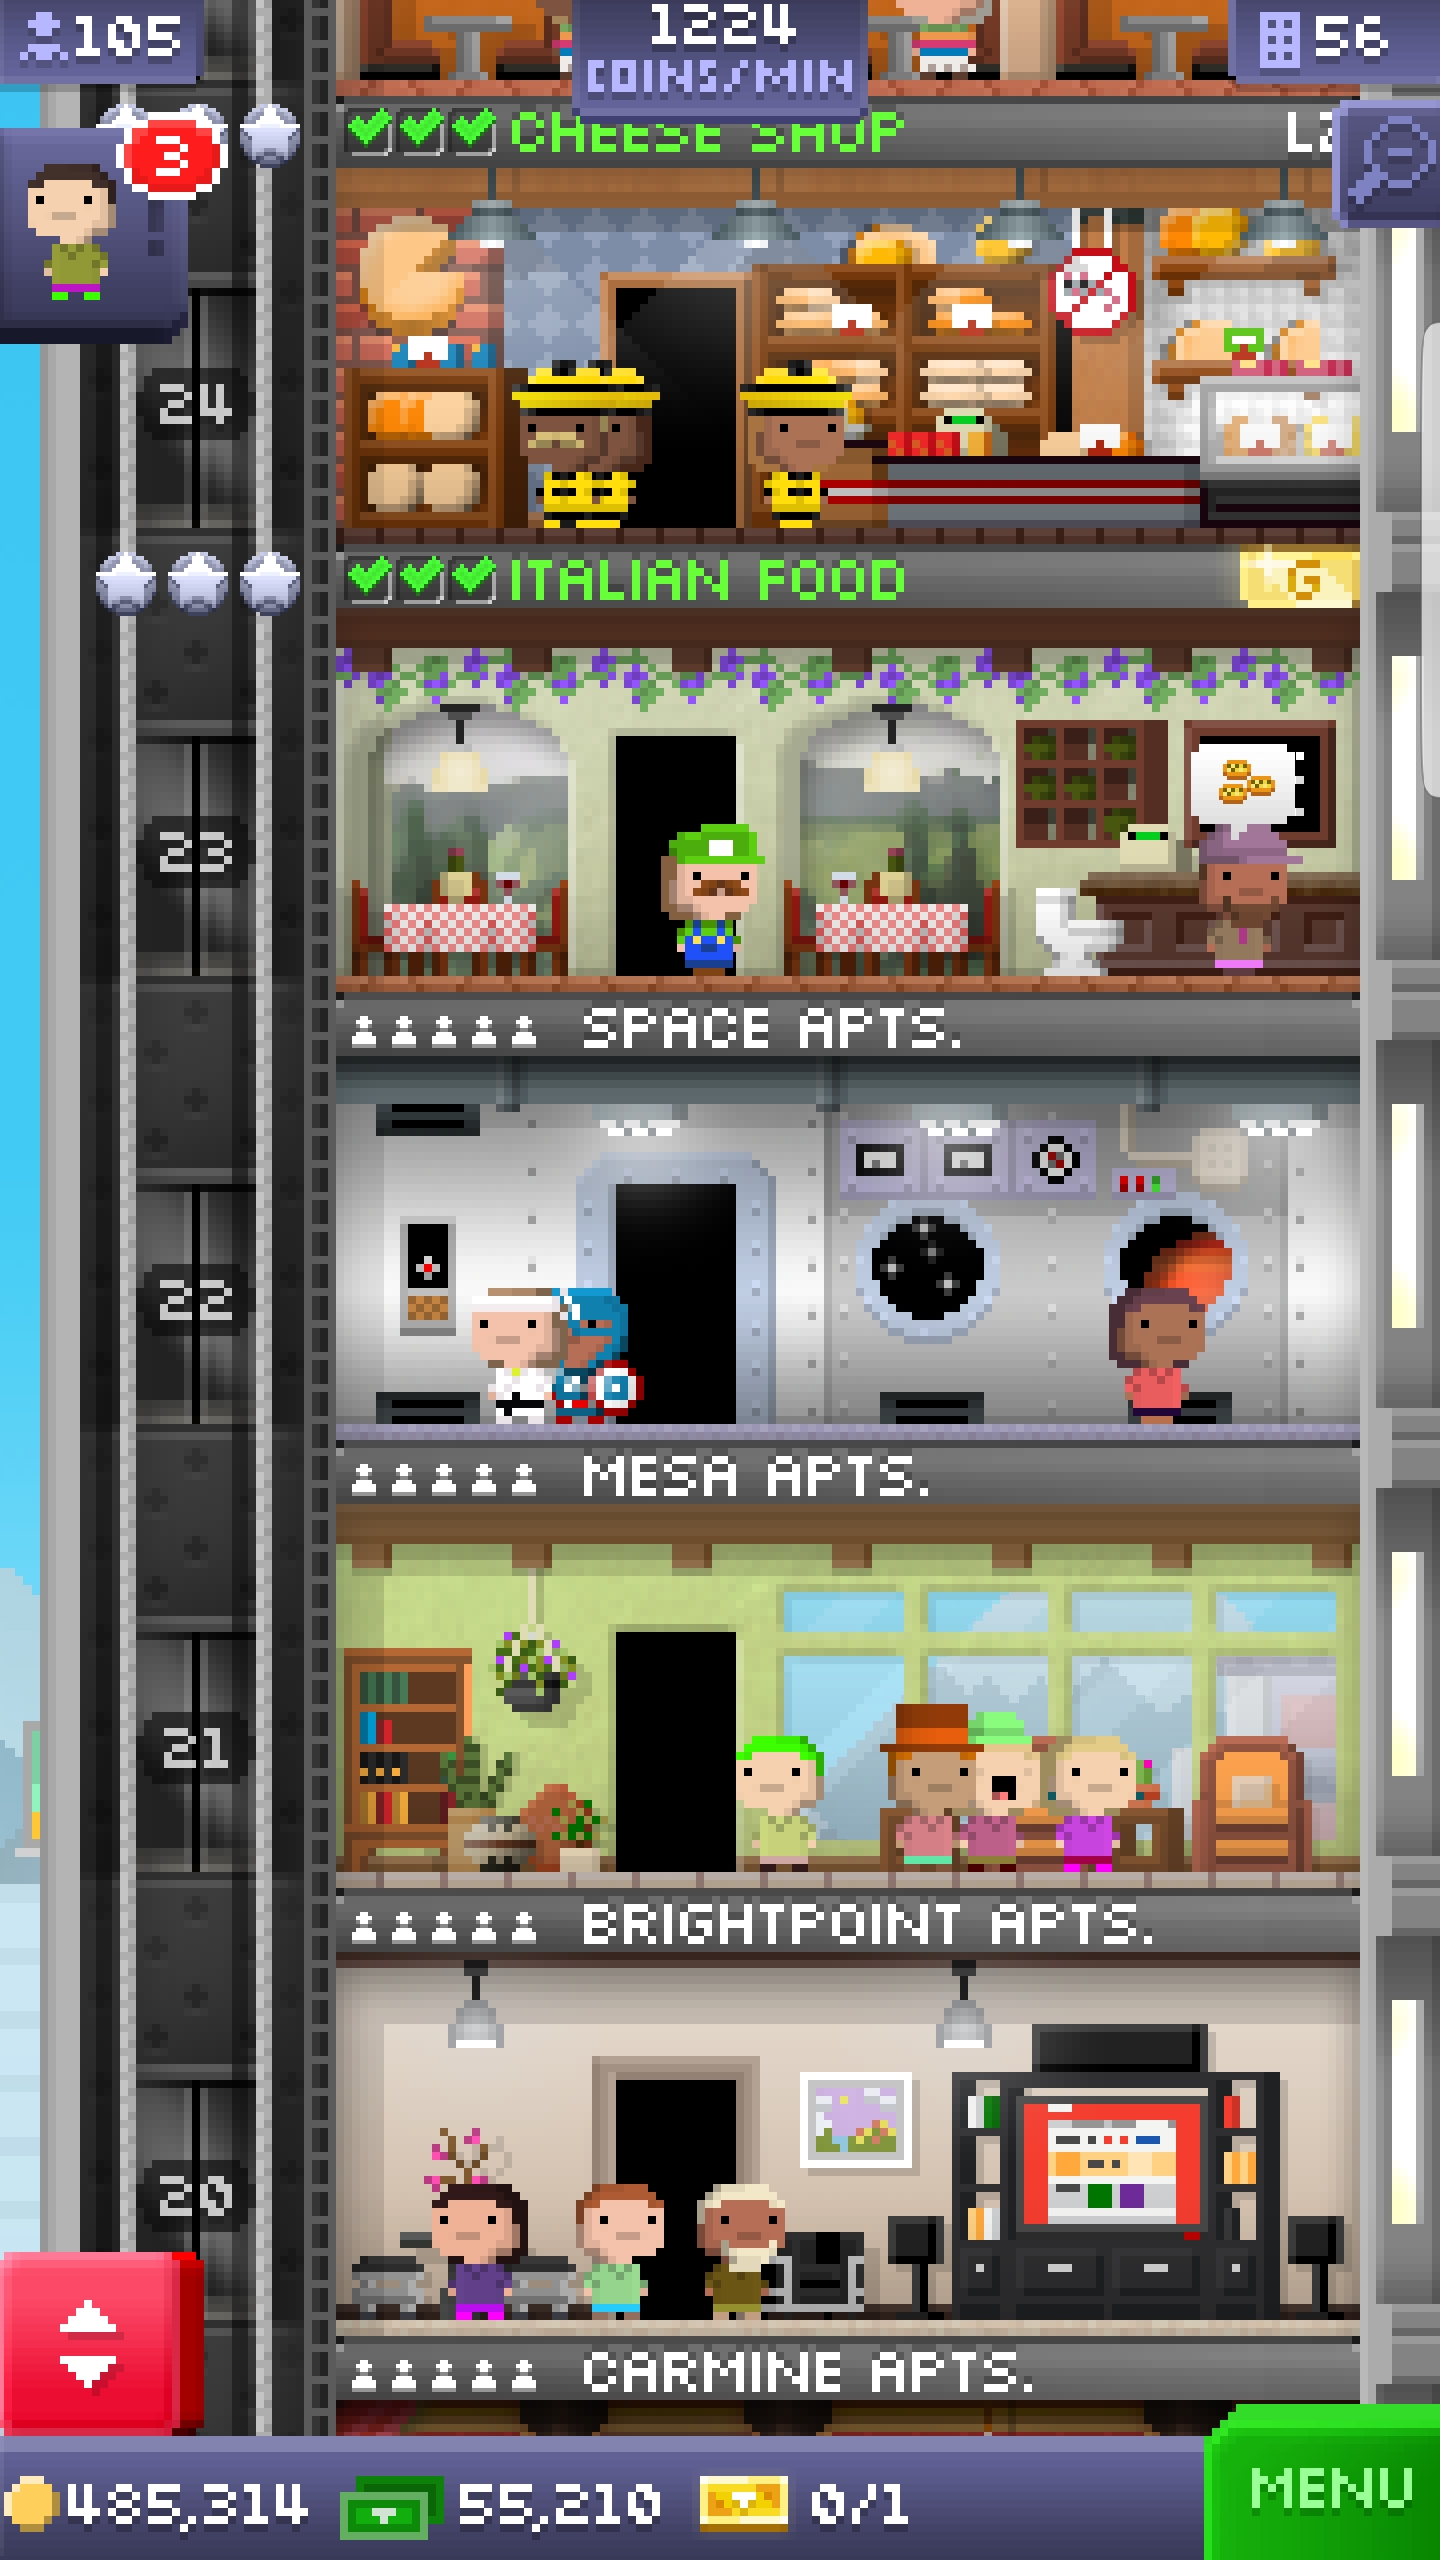 105
1224
COINS/MIN
56
3
CHEESE SHOP
24
ITALIAN FOOD
G
23
SPACE APTS.
22
MESA APTS.
21
BRIGHTPOINT APTS.
20
CARMINE APTS.
485,314
55,210
0/1
MENU